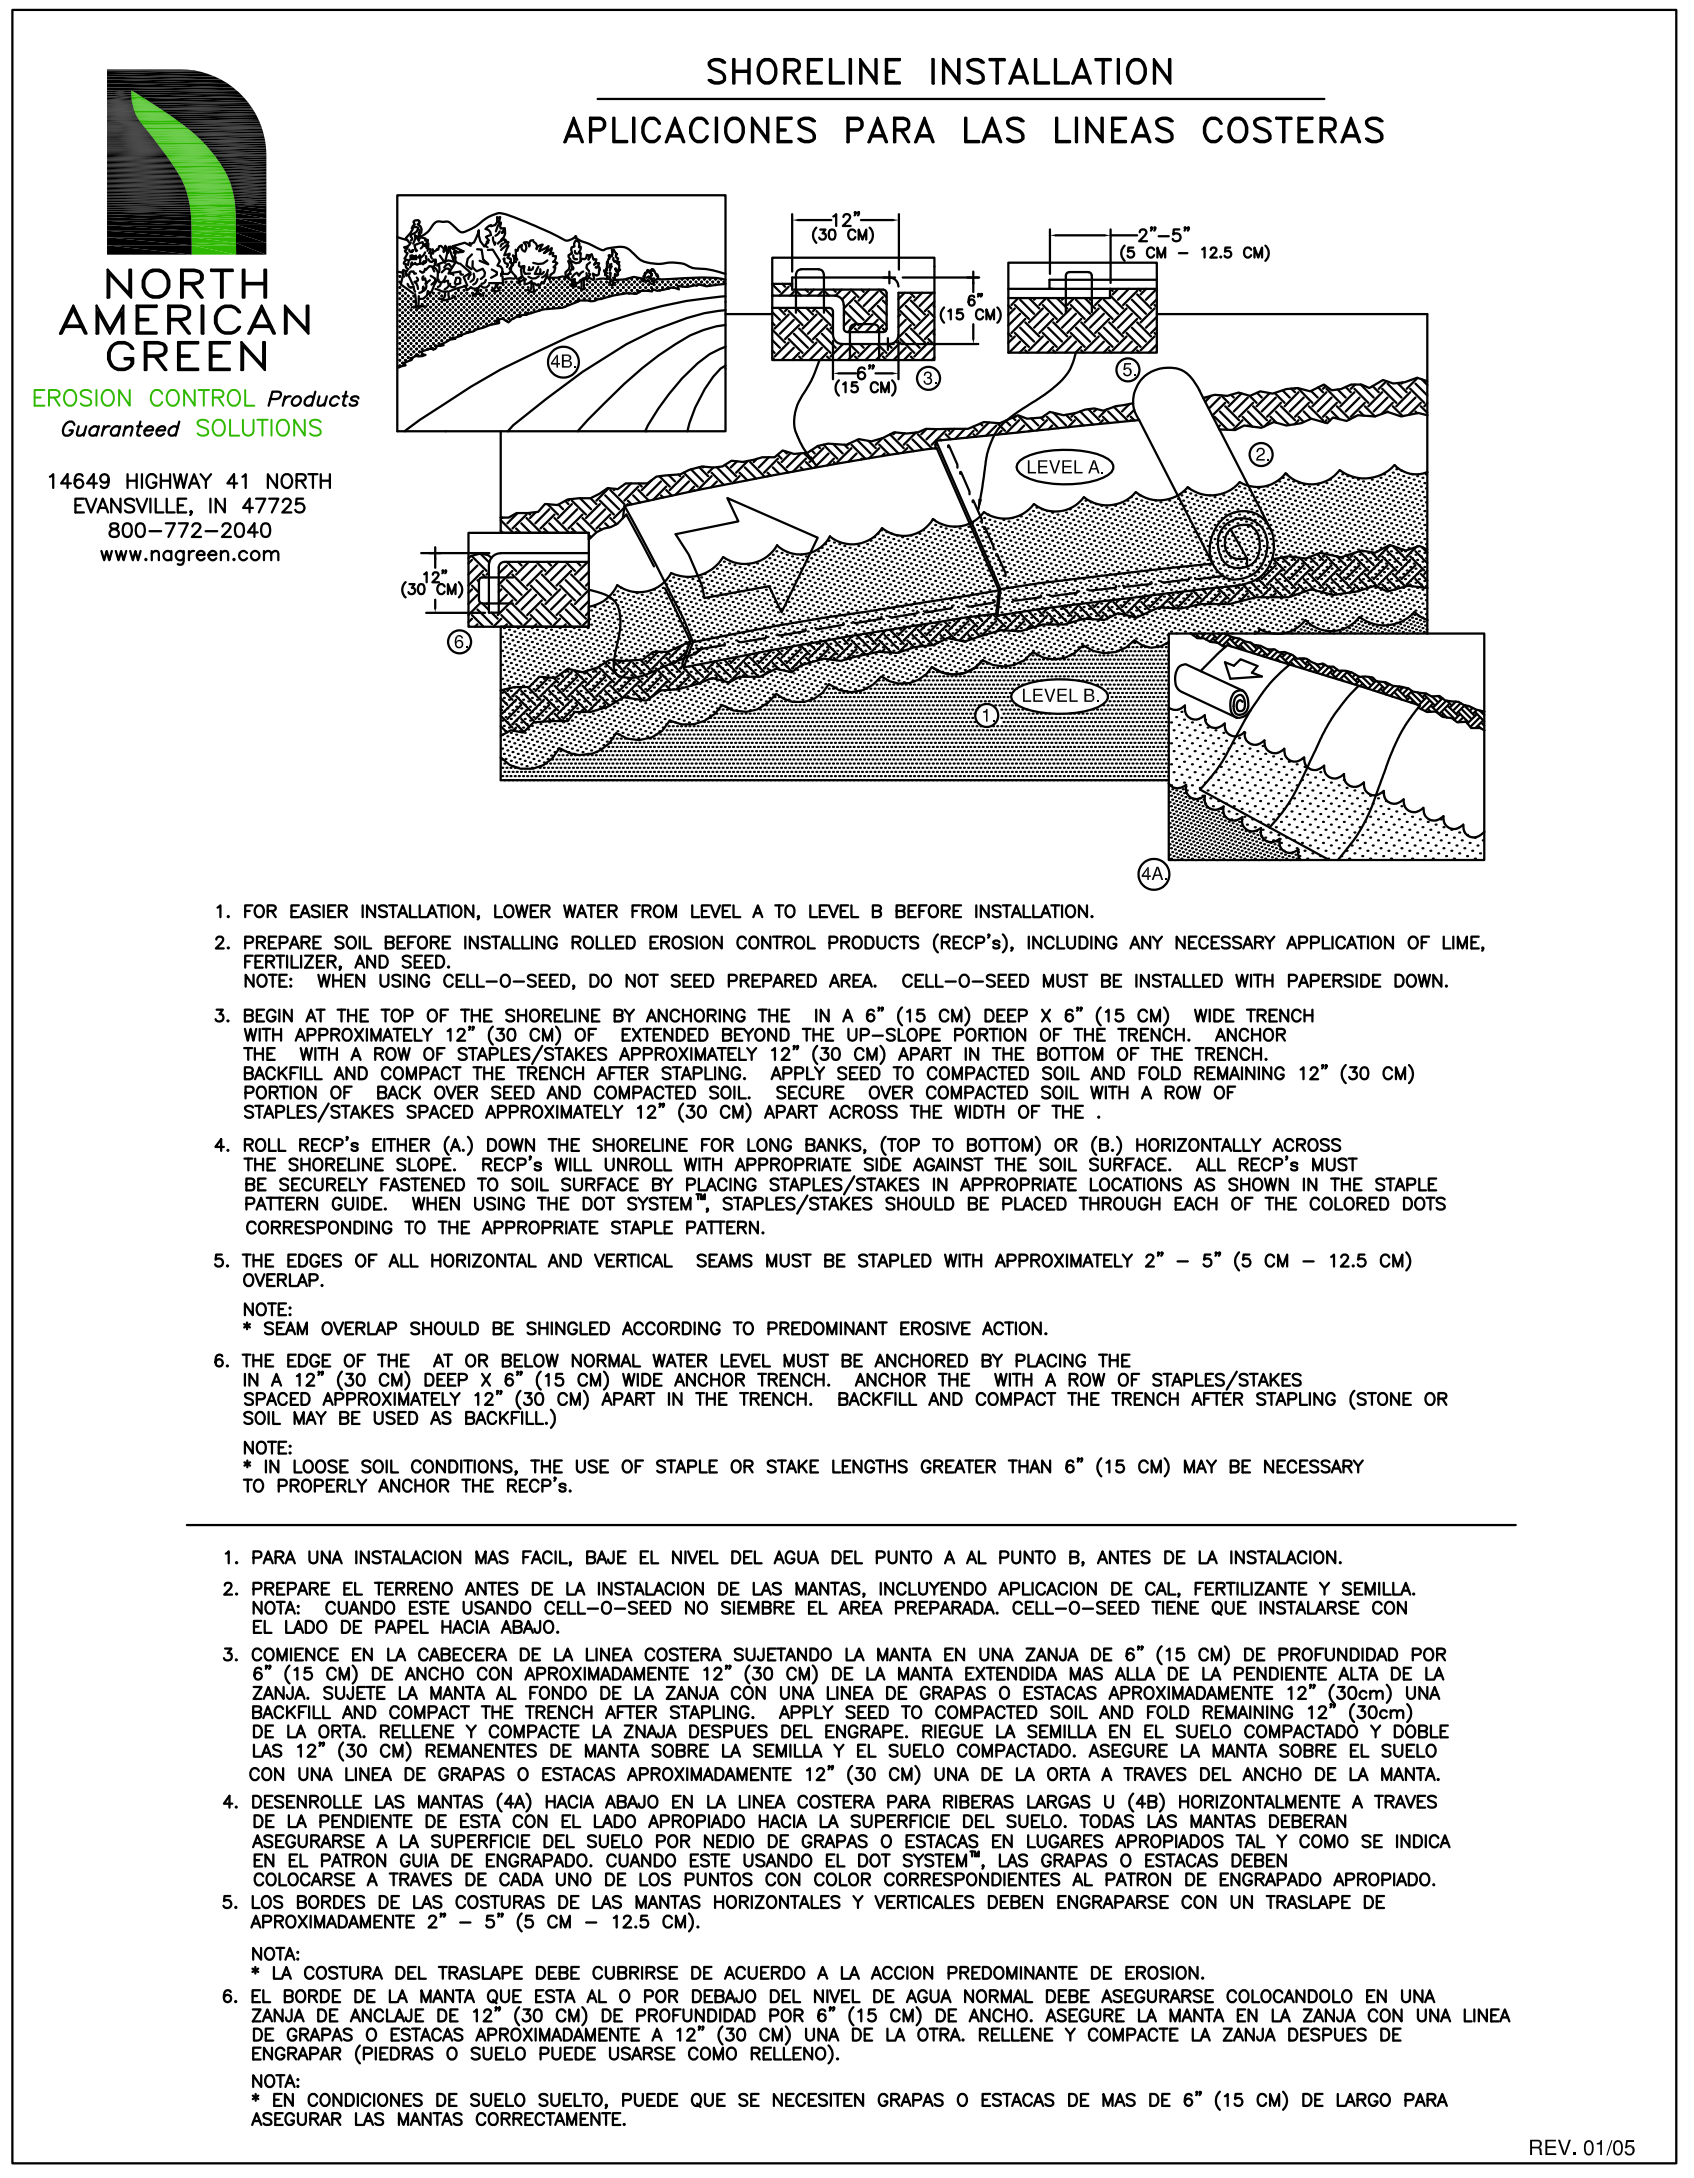 SHORELINE INSTALLATION
APLICACIONES PARA LAS LINEAS COSTERAS
NORTH
AMERICAN
GREEN
EROSION CONTROL Products
Guaranteed SOLUTIONS
14649 HIGHWAY 41 NORTH
EVANSVILLE, IN 47725
800-772-2040
www.nagreen.com
4B.
12"
(30 CM)
6"
(15 CM)
6"
(15 CM)
3.
2"-5"
(5 CM - 12.5 CM)
5.
2.
LEVEL A.
12"
(30 CM)
6.
LEVEL B.
1.
4A.
1. FOR EASIER INSTALLATION, LOWER WATER FROM LEVEL A TO LEVEL B BEFORE INSTALLATION.
2. PREPARE SOIL BEFORE INSTALLING ROLLED EROSION CONTROL PRODUCTS (RECP's), INCLUDING ANY NECESSARY APPLICATION OF LIME,
FERTILIZER, AND SEED.
NOTE: WHEN USING CELL-O-SEED, DO NOT SEED PREPARED AREA. CELL-O-SEED MUST BE INSTALLED WITH PAPERSIDE DOWN.
3. BEGIN AT THE TOP OF THE SHORELINE BY ANCHORING THE IN A 6" (15 CM) DEEP X 6" (15 CM) WIDE TRENCH
WITH APPROXIMATELY 12" (30 CM) OF EXTENDED BEYOND THE UP-SLOPE PORTION OF THE TRENCH. ANCHOR
THE WITH A ROW OF STAPLES/STAKES APPROXIMATELY 12" (30 CM) APART IN THE BOTTOM OF THE TRENCH.
BACKFILL AND COMPACT THE TRENCH AFTER STAPLING. APPLY SEED TO COMPACTED SOIL AND FOLD REMAINING 12" (30 CM)
PORTION OF BACK OVER SEED AND COMPACTED SOIL. SECURE OVER COMPACTED SOIL WITH A ROW OF
STAPLES/STAKES SPACED APPROXIMATELY 12" (30 CM) APART ACROSS THE WIDTH OF THE .
4. ROLL RECP's EITHER (A.) DOWN THE SHORELINE FOR LONG BANKS, (TOP TO BOTTOM) OR (B.) HORIZONTALLY ACROSS
THE SHORELINE SLOPE. RECP's WILL UNROLL WITH APPROPRIATE SIDE AGAINST THE SOIL SURFACE. ALL RECP's MUST
BE SECURELY FASTENED TO SOIL SURFACE BY PLACING STAPLES/STAKES IN APPROPRIATE LOCATIONS AS SHOWN IN THE STAPLE
PATTERN GUIDE. WHEN USING THE DOT SYSTEM™, STAPLES/STAKES SHOULD BE PLACED THROUGH EACH OF THE COLORED DOTS
CORRESPONDING TO THE APPROPRIATE STAPLE PATTERN.
5. THE EDGES OF ALL HORIZONTAL AND VERTICAL SEAMS MUST BE STAPLED WITH APPROXIMATELY 2" - 5" (5 CM - 12.5 CM)
OVERLAP.
NOTE:
* SEAM OVERLAP SHOULD BE SHINGLED ACCORDING TO PREDOMINANT EROSIVE ACTION.
6. THE EDGE OF THE AT OR BELOW NORMAL WATER LEVEL MUST BE ANCHORED BY PLACING THE
IN A 12" (30 CM) DEEP X 6" (15 CM) WIDE ANCHOR TRENCH. ANCHOR THE WITH A ROW OF STAPLES/STAKES
SPACED APPROXIMATELY 12" (30 CM) APART IN THE TRENCH. BACKFILL AND COMPACT THE TRENCH AFTER STAPLING (STONE OR
SOIL MAY BE USED AS BACKFILL.)
NOTE:
* IN LOOSE SOIL CONDITIONS, THE USE OF STAPLE OR STAKE LENGTHS GREATER THAN 6" (15 CM) MAY BE NECESSARY
TO PROPERLY ANCHOR THE RECP's.
1. PARA UNA INSTALACION MAS FACIL, BAJE EL NIVEL DEL AGUA DEL PUNTO A AL PUNTO B, ANTES DE LA INSTALACION.
2. PREPARE EL TERRENO ANTES DE LA INSTALACION DE LAS MANTAS, INCLUYENDO APLICACION DE CAL, FERTILIZANTE Y SEMILLA.
NOTA: CUANDO ESTE USANDO CELL-O-SEED NO SIEMBRE EL AREA PREPARADA. CELL-O-SEED TIENE QUE INSTALARSE CON
EL LADO DE PAPEL HACIA ABAJO.
3. COMIENCE EN LA CABECERA DE LA LINEA COSTERA SUJETANDO LA MANTA EN UNA ZANJA DE 6" (15 CM) DE PROFUNDIDAD POR
6" (15 CM) DE ANCHO CON APROXIMADAMENTE 12" (30 CM) DE LA MANTA EXTENDIDA MAS ALLA DE LA PENDIENTE ALTA DE LA
ZANJA. SUJETE LA MANTA AL FONDO DE LA ZANJA CON UNA LINEA DE GRAPAS O ESTACAS APROXIMADAMENTE 12" (30cm) UNA
BACKFILL AND COMPACT THE TRENCH AFTER STAPLING. APPLY SEED TO COMPACTED SOIL AND FOLD REMAINING 12" (30cm)
DE LA ORTA. RELLENE Y COMPACTE LA ZNAJA DESPUES DEL ENGRAPE. RIEGUE LA SEMILLA EN EL SUELO COMPACTADO Y DOBLE
LAS 12" (30 CM) REMANENTES DE MANTA SOBRE LA SEMILLA Y EL SUELO COMPACTADO. ASEGURE LA MANTA SOBRE EL SUELO
CON UNA LINEA DE GRAPAS O ESTACAS APROXIMADAMENTE 12" (30 CM) UNA DE LA ORTA A TRAVES DEL ANCHO DE LA MANTA.
4. DESENROLLE LAS MANTAS (4A) HACIA ABAJO EN LA LINEA COSTERA PARA RIBERAS LARGAS U (4B) HORIZONTALMENTE A TRAVES
DE LA PENDIENTE DE ESTA CON EL LADO APROPIADO HACIA LA SUPERFICIE DEL SUELO. TODAS LAS MANTAS DEBERAN
ASEGURARSE A LA SUPERFICIE DEL SUELO POR NEDIO DE GRAPAS O ESTACAS EN LUGARES APROPIADOS TAL Y COMO SE INDICA
EN EL PATRON GUIA DE ENGRAPADO. CUANDO ESTE USANDO EL DOT SYSTEM™, LAS GRAPAS O ESTACAS DEBEN
COLOCARSE A TRAVES DE CADA UNO DE LOS PUNTOS CON COLOR CORRESPONDIENTES AL PATRON DE ENGRAPADO APROPIADO.
5. LOS BORDES DE LAS COSTURAS DE LAS MANTAS HORIZONTALES Y VERTICALES DEBEN ENGRAPARSE CON UN TRASLAPE DE
APROXIMADAMENTE 2" - 5" (5 CM - 12.5 CM).
NOTA:
* LA COSTURA DEL TRASLAPE DEBE CUBRIRSE DE ACUERDO A LA ACCION PREDOMINANTE DE EROSION.
6. EL BORDE DE LA MANTA QUE ESTA AL O POR DEBAJO DEL NIVEL DE AGUA NORMAL DEBE ASEGURARSE COLOCANDOLO EN UNA
ZANJA DE ANCLAJE DE 12" (30 CM) DE PROFUNDIDAD POR 6" (15 CM) DE ANCHO. ASEGURE LA MANTA EN LA ZANJA CON UNA LINEA
DE GRAPAS O ESTACAS APROXIMADAMENTE A 12" (30 CM) UNA DE LA OTRA. RELLENE Y COMPACTE LA ZANJA DESPUES DE
ENGRAPAR (PIEDRAS O SUELO PUEDE USARSE COMO RELLENO).
NOTA:
* EN CONDICIONES DE SUELO SUELTO, PUEDE QUE SE NECESITEN GRAPAS O ESTACAS DE MAS DE 6" (15 CM) DE LARGO PARA
ASEGURAR LAS MANTAS CORRECTAMENTE.
REV. 01/05